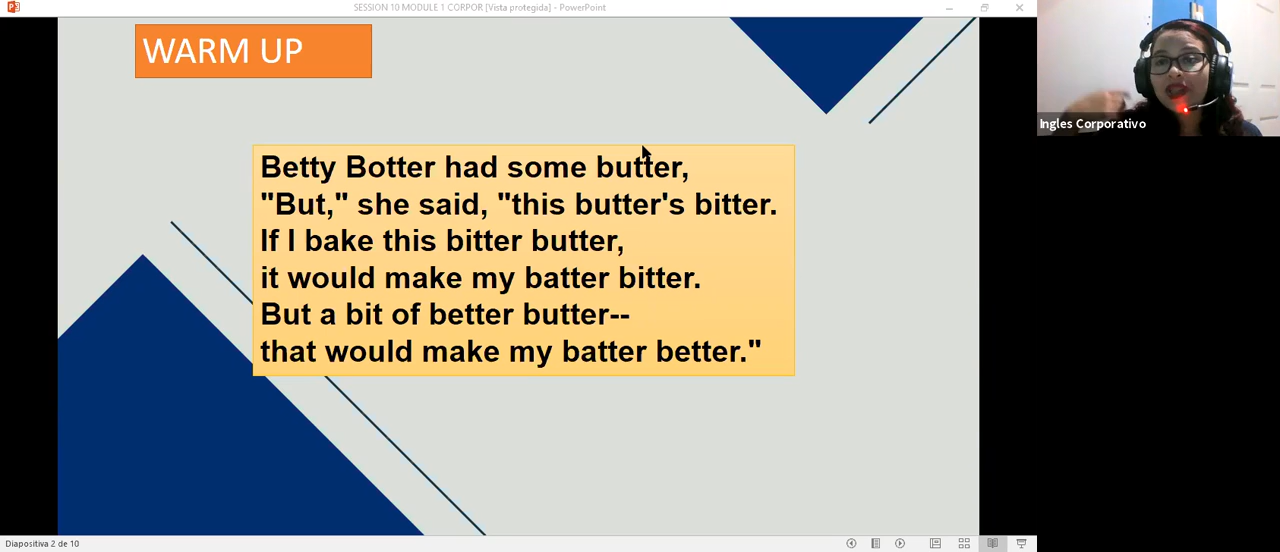 SESSION 10 MODULE 1 CORPOR [Vista protegida] - PowerPoint
WARM UP
Ingles Corporativo
Betty Botter had some butter,
"But," she said, "this butter's bitter.
If I bake this bitter butter,
it would make my batter bitter.
But a bit of better butter--
that would make my batter better."
Diapositiva 2 de 10